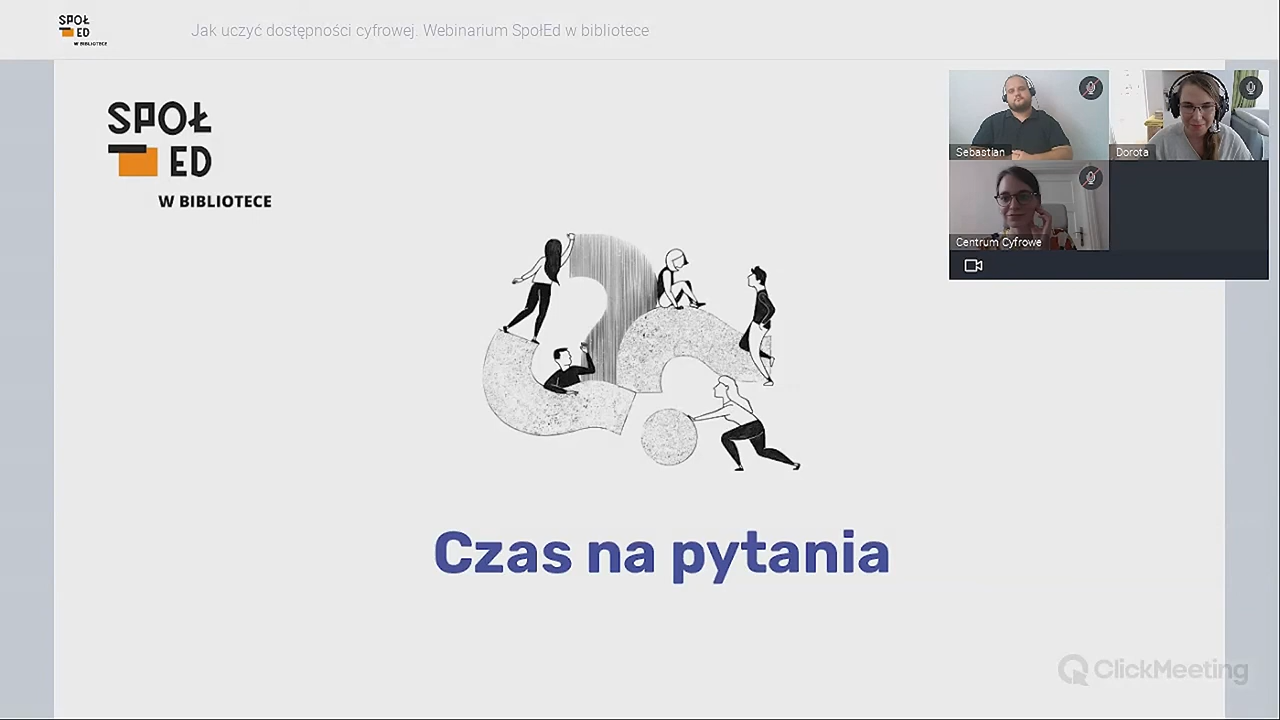 SPOŁ
ED
W BIBLIOTECE
Jak uczyć dostępności cyfrowej. Webinarium SpołEd w bibliotece
SPOŁ
ED
W BIBLIOTECE
Sebastian
Dorota
Centrum Cyfrowe
Czas na pytania
ClickMeeting